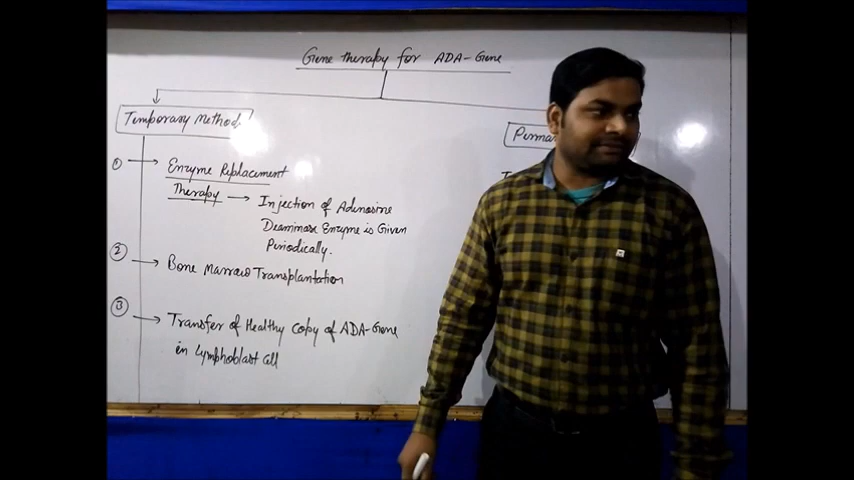 Gene therapy for ADA-Gene
Temporary Method
① Enzyme Replacement
Therapy → Injection of Adenosine
Deaminase Enzyme is Given
Periodically.
② Bone Marrow Transplantation
③ Transfer of Healthy Copy of ADA-Gene
in Lymphoblast Cell